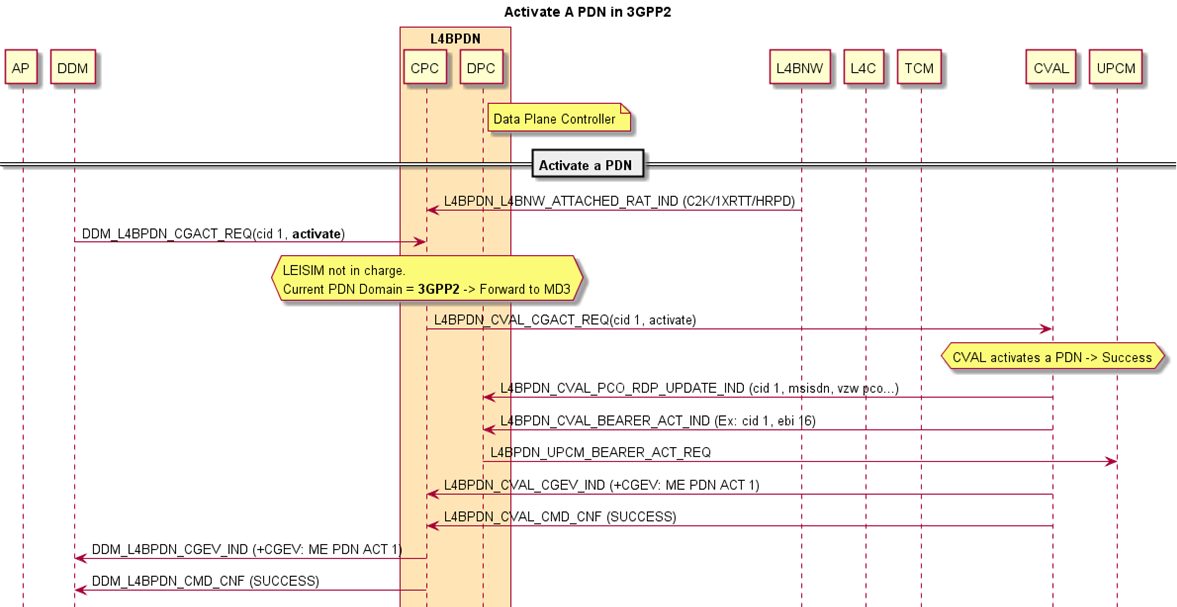 Activate A PDN in 3GPP2
L4BPDN
AP
DDM
CPC
DPC
L4BNW
L4C
TCM
CVAL
UPCM
Data Plane Controller
Activate a PDN
L4BPDN_L4BNW_ATTACHED_RAT_IND (C2K/1XRTT/HRPD)
DDM_L4BPDN_CGACT_REQ(cid 1, activate)
LEISIM not in charge.
Current PDN Domain = 3GPP2 -> Forward to MD3
L4BPDN_CVAL_CGACT_REQ(cid 1, activate)
CVAL activates a PDN -> Success
L4BPDN_CVAL_PCO_RDP_UPDATE_IND (cid 1, msisdn, vzw pco...)
L4BPDN_CVAL_BEARER_ACT_IND (Ex: cid 1, ebi 16)
L4BPDN_UPCM_BEARER_ACT_REQ
L4BPDN_CVAL_CGEV_IND (+CGEV: ME PDN ACT 1)
L4BPDN_CVAL_CMD_CNF (SUCCESS)
DDM_L4BPDN_CGEV_IND (+CGEV: ME PDN ACT 1)
DDM_L4BPDN_CMD_CNF (SUCCESS)